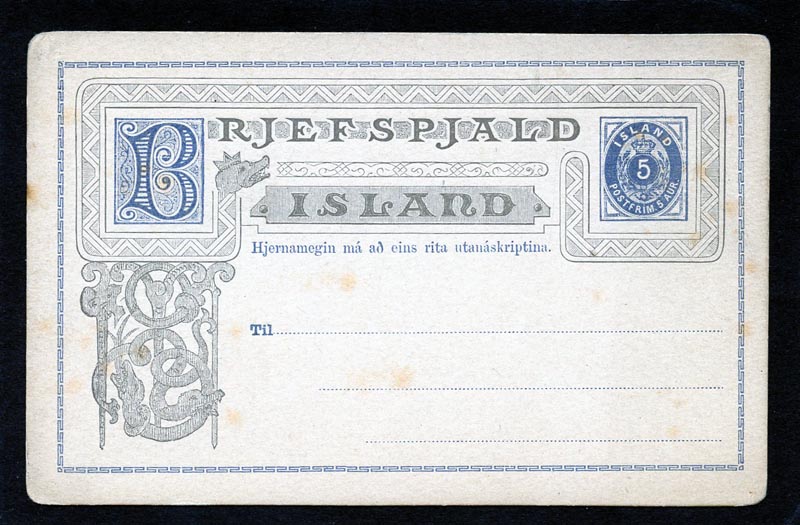 BRJEFSPJALD
ISLAND
Hjernamegin má að eins rita utanáskriptina.
Til
ISLAND
5
POSTFRIM. 5 AUR